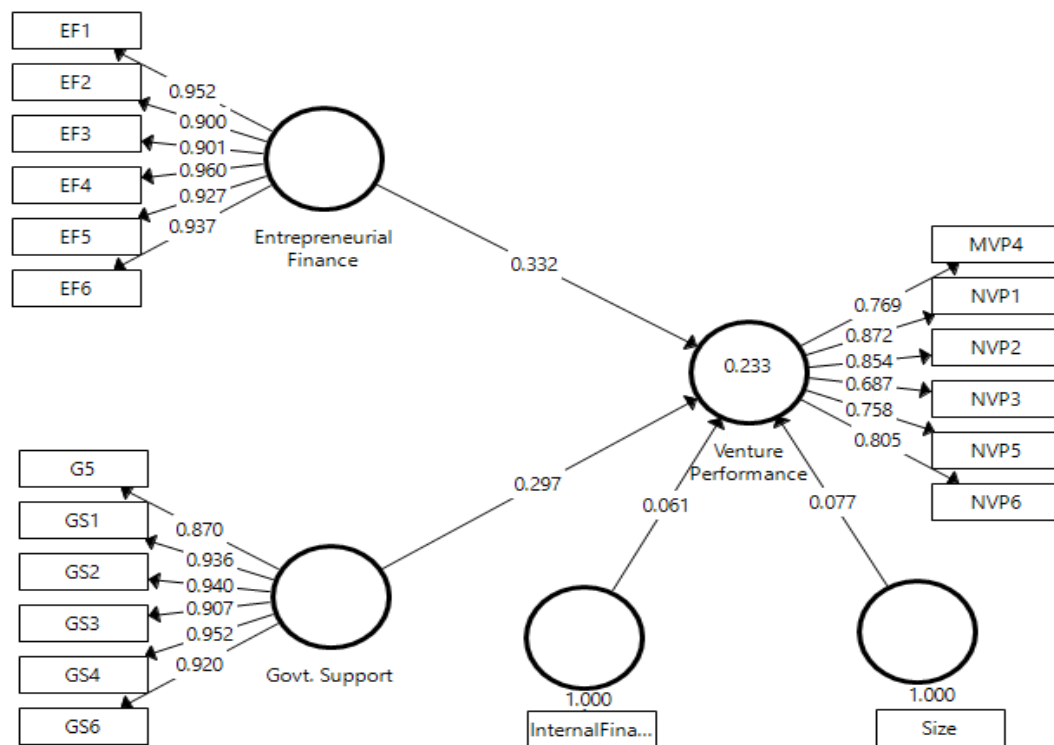 EF1
EF2
EF3
EF4
EF5
EF6
0.952
0.900
0.901
0.960
0.927
0.937
Entrepreneurial
Finance
0.332
MVP4
NVP1
NVP2
NVP3
NVP5
NVP6
0.769
0.872
0.854
0.687
0.758
0.805
0.233
Venture
Performance
G5
GS1
GS2
GS3
GS4
GS6
0.870
0.936
0.940
0.907
0.952
0.920
Govt. Support
0.297
0.061
0.077
1.000
InternalFina...
1.000
Size